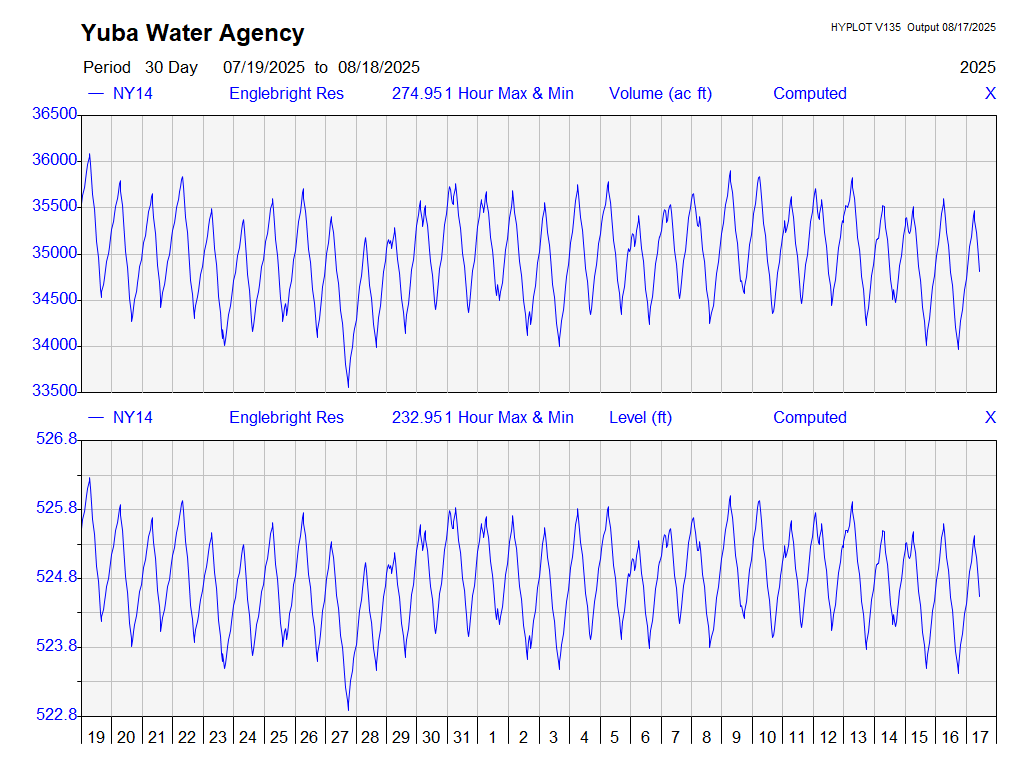 Yuba Water Agency
HYPLOT V135 Output 08/17/2025
Period 30 Day 07/19/2025 to 08/18/2025 2025
NY14 Englebright Res 274.951 Hour Max & Min Volume (ac ft) Computed X
36500
36000
35500
35000
34500
34000
33500
NY14 Englebright Res 232.951 Hour Max & Min Level (ft) Computed X
526.8
525.8
524.8
523.8
522.8
19 20 21 22 23 24 25 26 27 28 29 30 31 1 2 3 4 5 6 7 8 9 10 11 12 13 14 15 16 17